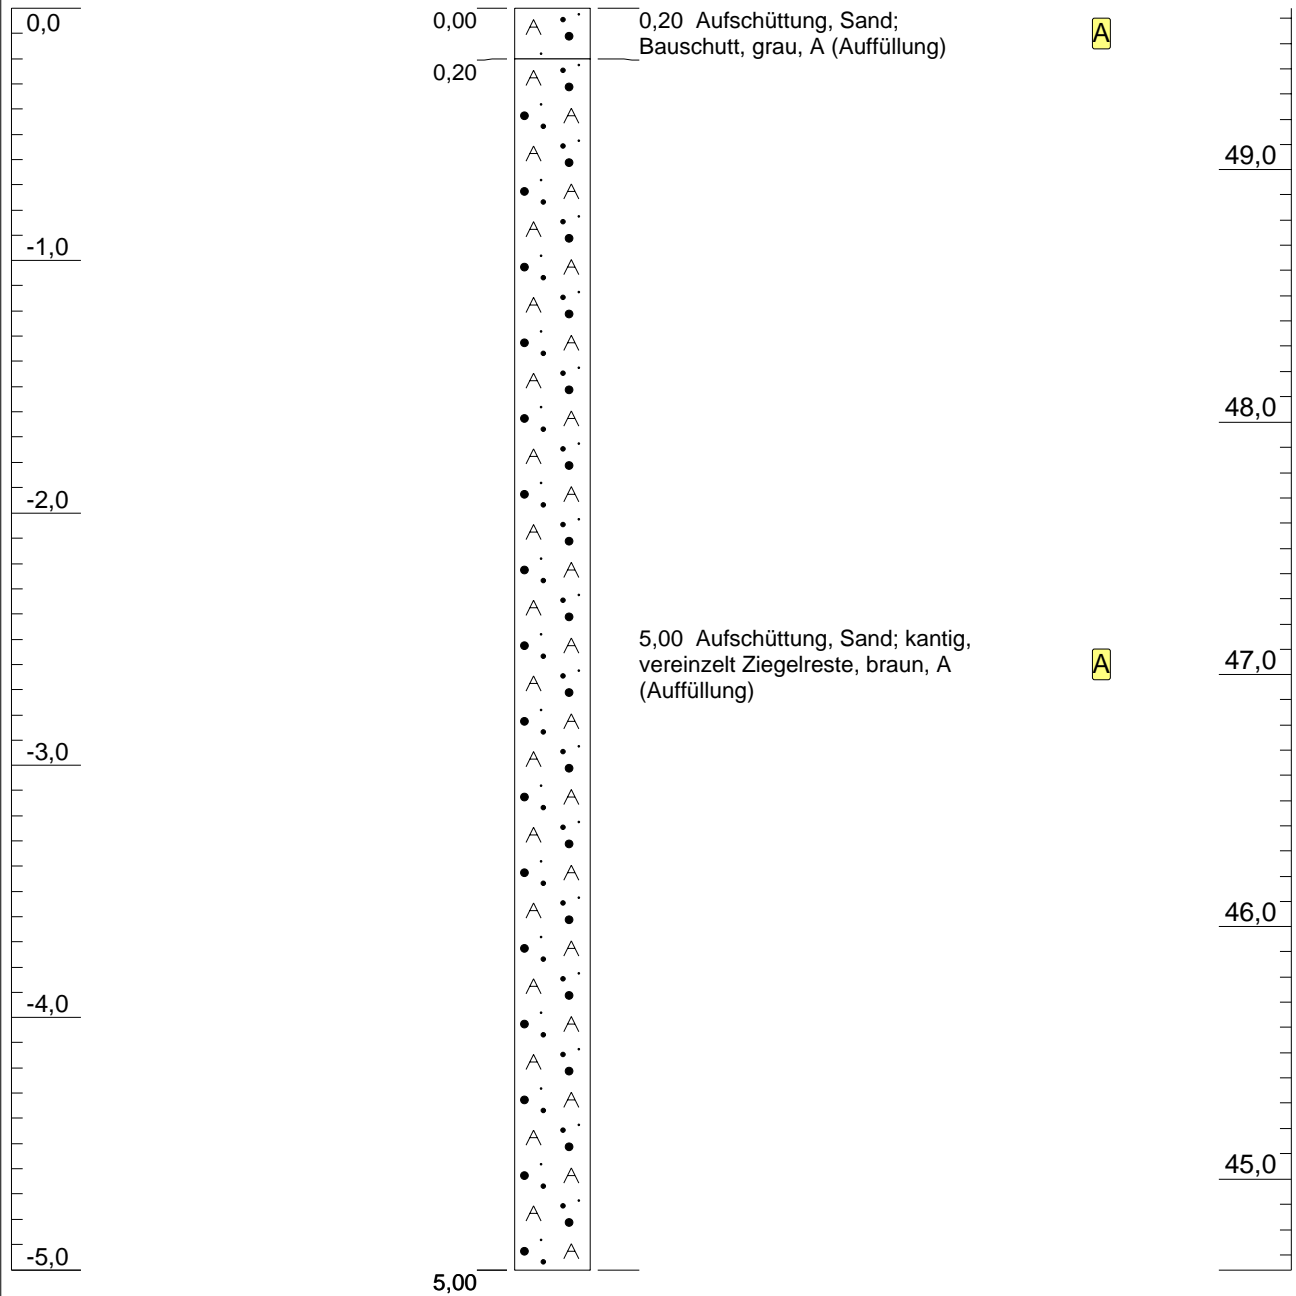 0,0
0,00
0,20 Aufschüttung, Sand;
Bauschutt, grau, A (Auffüllung)
A
0,20
49,0
-1,0
48,0
-2,0
5,00 Aufschüttung, Sand; kantig,
vereinzelt Ziegelreste, braun, A
(Auffüllung)
A
47,0
-3,0
46,0
-4,0
45,0
-5,0
5,00